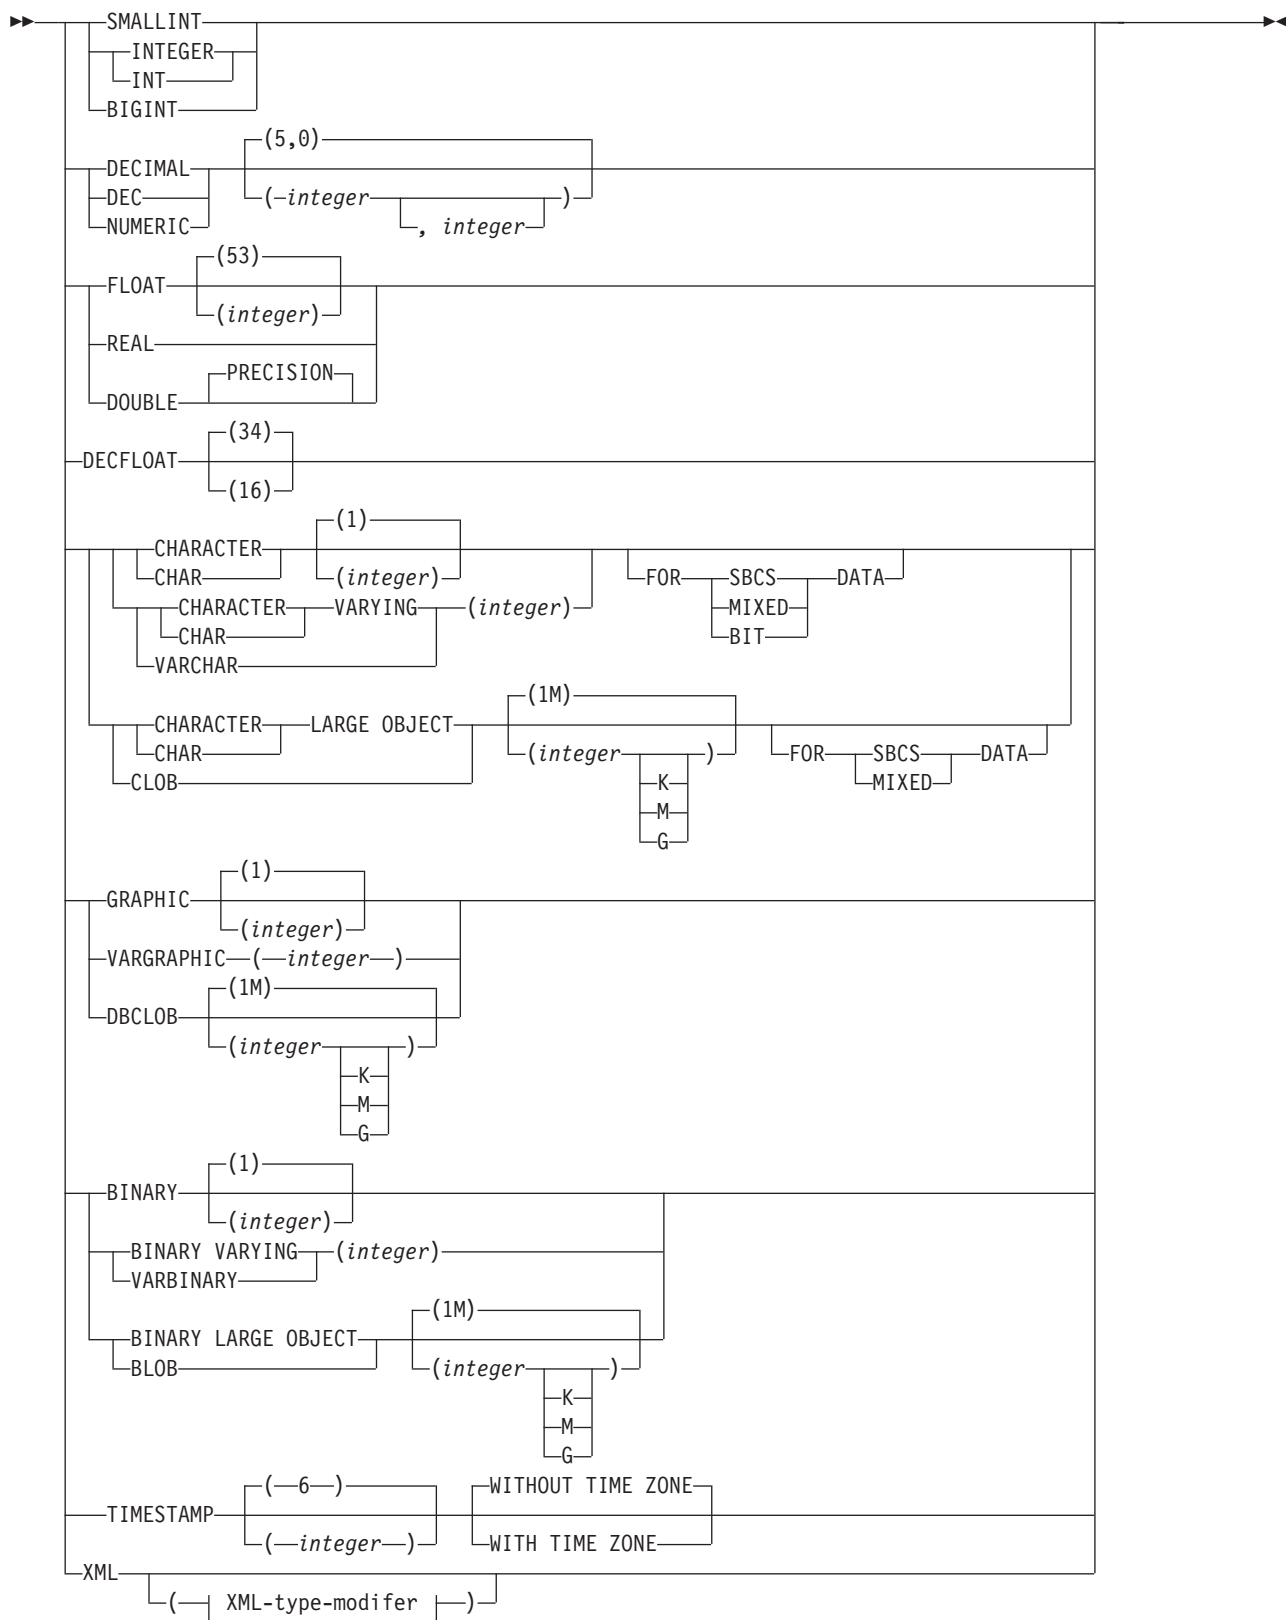 SMALLINT
INTEGER
INT
BIGINT
(5,0)
DECIMAL
DEC (integer )
NUMERIC , integer
(53)
FLOAT
(integer)
REAL
PRECISION
DOUBLE
(34)
DECFLOAT
(16)
(1)
CHARACTER
CHAR (integer) FOR SBCS DATA
CHARACTER VARYING (integer) MIXED
CHAR BIT
VARCHAR
(1M)
CHARACTER LARGE OBJECT
CHAR (integer ) FOR SBCS DATA
CLOB K MIXED
M
G
(1)
GRAPHIC
(integer)
VARGRAPHIC ( integer )
(1M)
DBCLOB
(integer )
K
M
G
(1)
BINARY
(integer)
BINARY VARYING (integer)
VARBINARY
(1M)
BINARY LARGE OBJECT
BLOB (integer )
K
M
G
( 6 ) WITHOUT TIME ZONE
TIMESTAMP
( integer ) WITH TIME ZONE
XML
( XML-type-modifer )